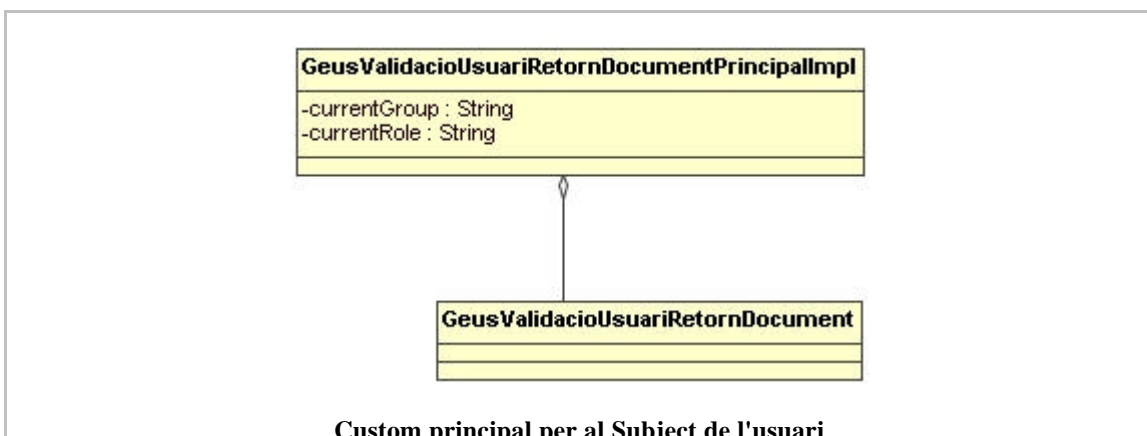 GeusValidacioUsuariRetornDocumentPrincipalImpl
-currentGroup : String
-currentRole : String
GeusValidacioUsuariRetornDocument
Custom principal per al Subject de l'usuari